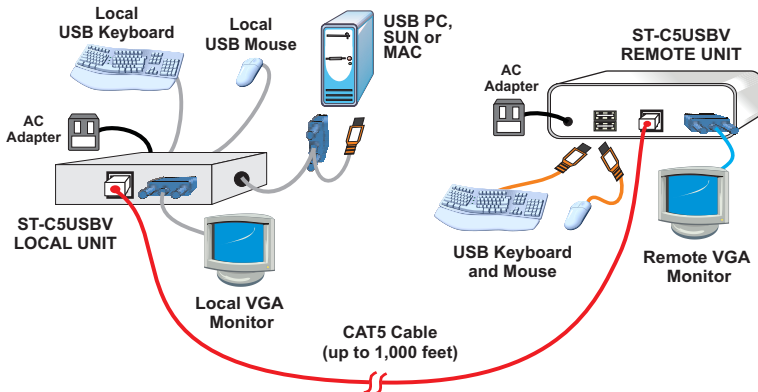 Local
USB Keyboard
Local
USB Mouse
USB PC,
SUN or
MAC
ST-C5USBV
REMOTE UNIT
AC
Adapter
AC
Adapter
ST-C5USBV
LOCAL UNIT
USB Keyboard
and Mouse
Remote VGA
Monitor
Local VGA
Monitor
CAT5 Cable
(up to 1,000 feet)